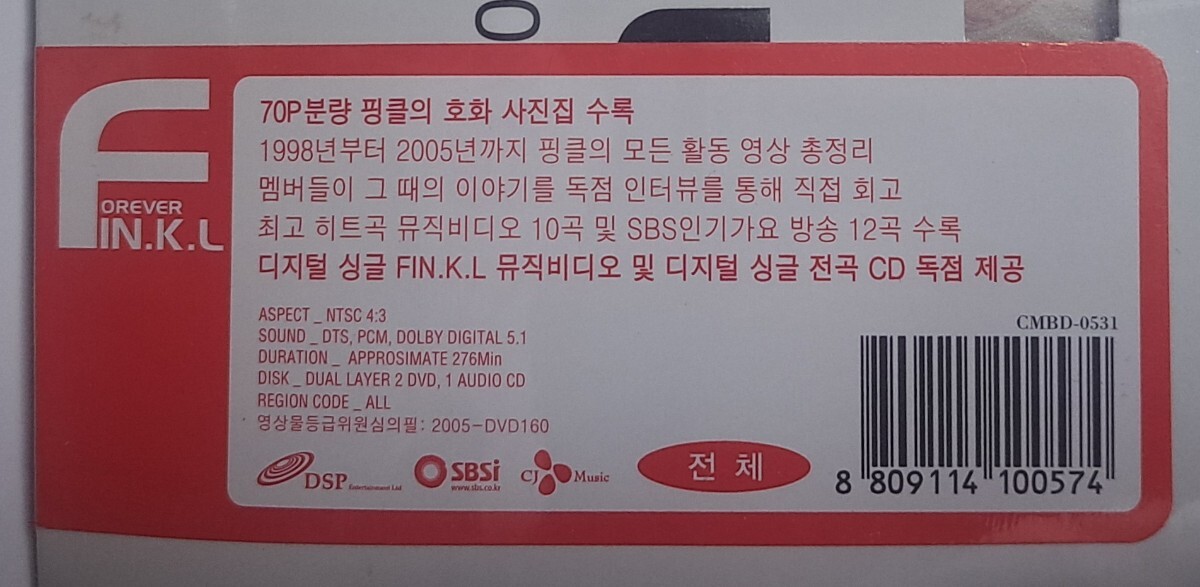 FOREVER
FIN.K.L
70P분량 핑클의 호화 사진집 수록
1998년부터 2005년까지 핑클의 모든 활동 영상 총정리
멤버들이 그 때의 이야기를 독점 인터뷰를 통해 직접 회고
최고 히트곡 뮤직비디오 10곡 및 SBS인기가요 방송 12곡 수록
디지털 싱글 FIN.K.L 뮤직비디오 및 디지털 싱글 전곡 CD 독점 제공
ASPECT _ NTSC 4:3
SOUND _ DTS, PCM, DOLBY DIGITAL 5.1
DURATION _ APPROSIMATE 276Min
DISK _ DUAL LAYER 2 DVD, 1 AUDIO CD
REGION CODE _ ALL
영상물등급위원심의필: 2005-DVD160
DSP Entertainment Ltd
SBSi
www.sbs.co.kr
CJ Music
전 체
CMBD-0531
8 809114 100574